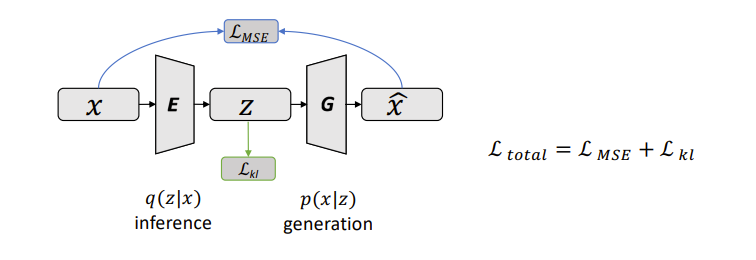 ℒ_MSE
x E z G x̂
ℒ_total = ℒ_MSE + ℒ_kl
ℒ_kl
q(z|x) p(x|z)
inference generation